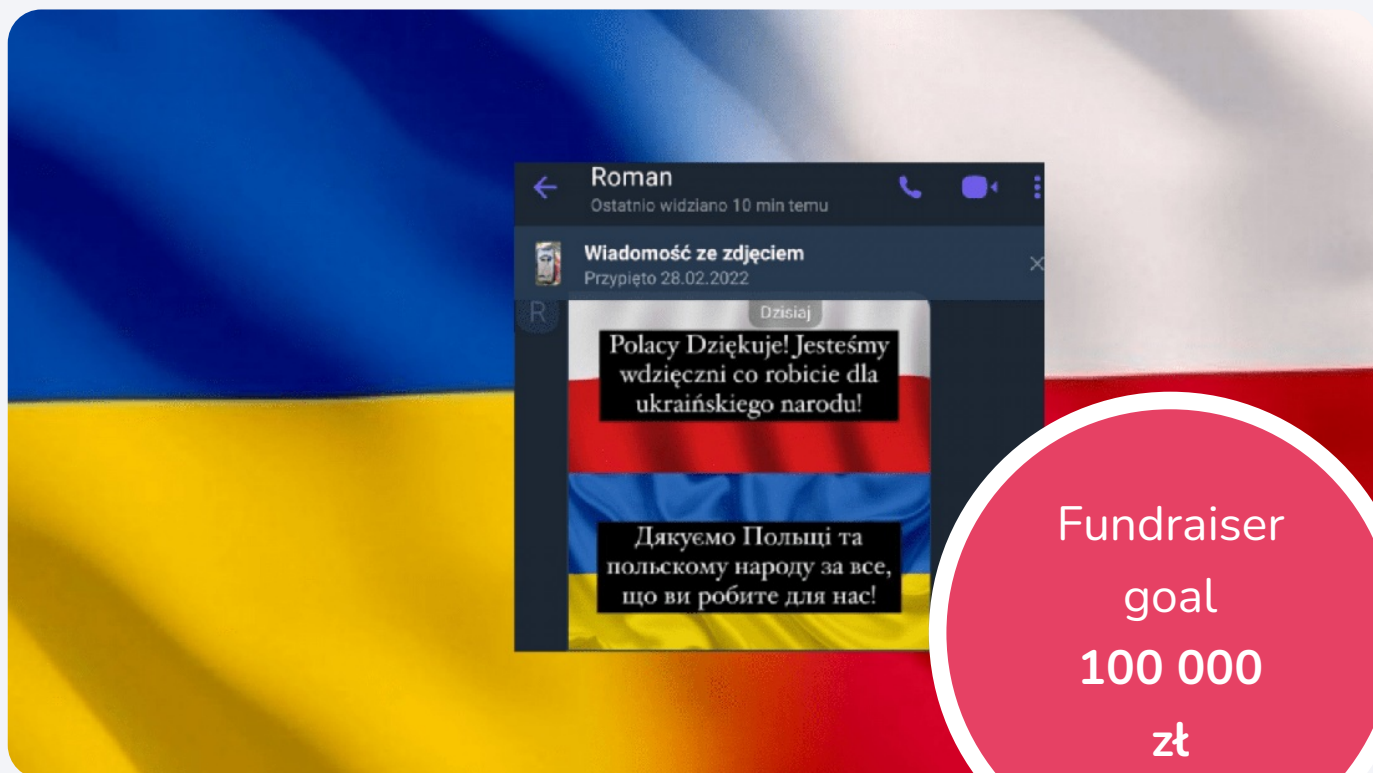 Roman
Ostatnio widziano 10 min temu
Wiadomość ze zdjęciem
Przypięto 28.02.2022
R
Dzisiaj
Polacy Dziękuje! Jesteśmy
wdzięczni co robicie dla
ukraińskiego narodu!
Дякуємо Польщі та
польскому народу за все,
що ви робите для нас!
Fundraiser
goal
100 000
zł